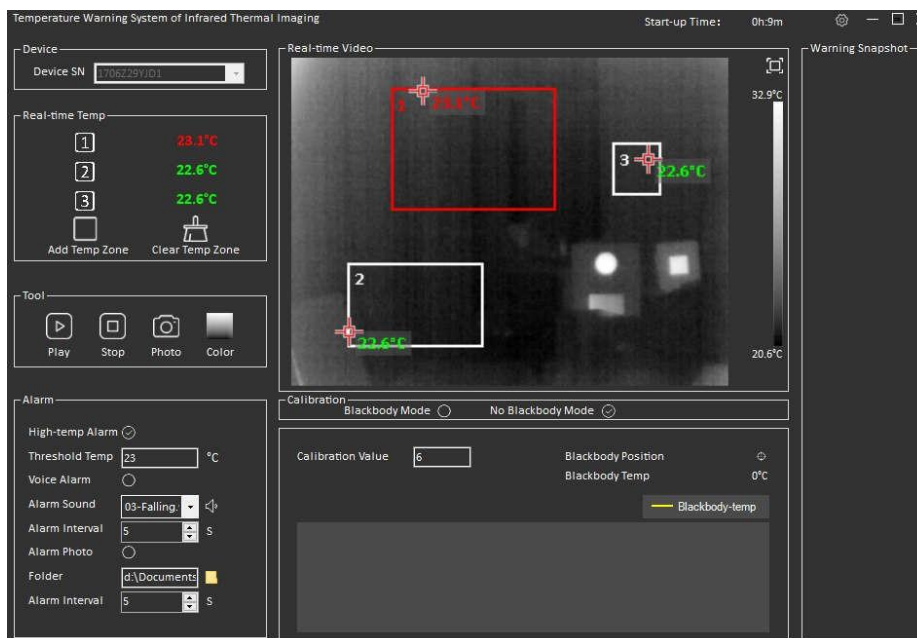 Temperature Warning System of Infrared Thermal Imaging
Start-up Time: 0h:9m
Device
Device SN 1706Z29YJD1
Real-time Temp
1 23.1°C
2 22.6°C
3 22.6°C
Add Temp Zone Clear Temp Zone
Tool
Play Stop Photo Color
Alarm
High-temp Alarm
Threshold Temp 23 °C
Voice Alarm
Alarm Sound 03-Falling.
Alarm Interval 5 S
Alarm Photo
Folder d:\Documents
Alarm Interval 5 S
Real-time Video
32.9°C
1 23.1°C
3 22.6°C
2
22.6°C
20.6°C
Calibration
Blackbody Mode No Blackbody Mode
Calibration Value 6
Blackbody Position
Blackbody Temp 0°C
Blackbody-temp
Warning Snapshot